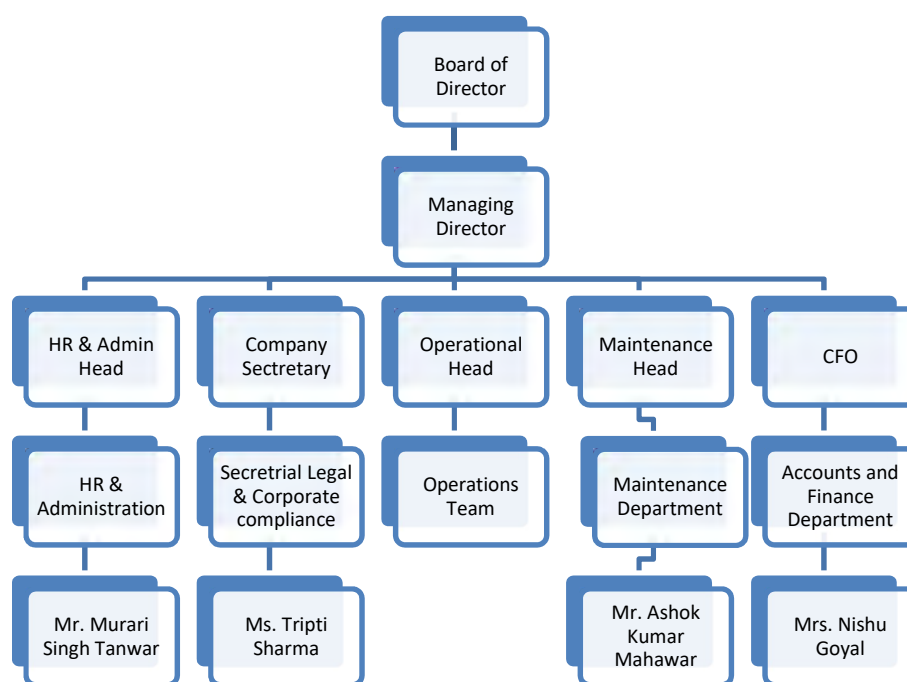 Board of
Director
Managing
Director
HR & Admin
Head
Company
Sectretary
Operational
Head
Maintenance
Head
CFO
HR &
Administration
Secretrial Legal
& Corporate
compliance
Operations
Team
Maintenance
Department
Accounts and
Finance
Department
Mr. Murari
Singh Tanwar
Ms. Tripti
Sharma
Mr. Ashok
Kumar
Mahawar
Mrs. Nishu
Goyal